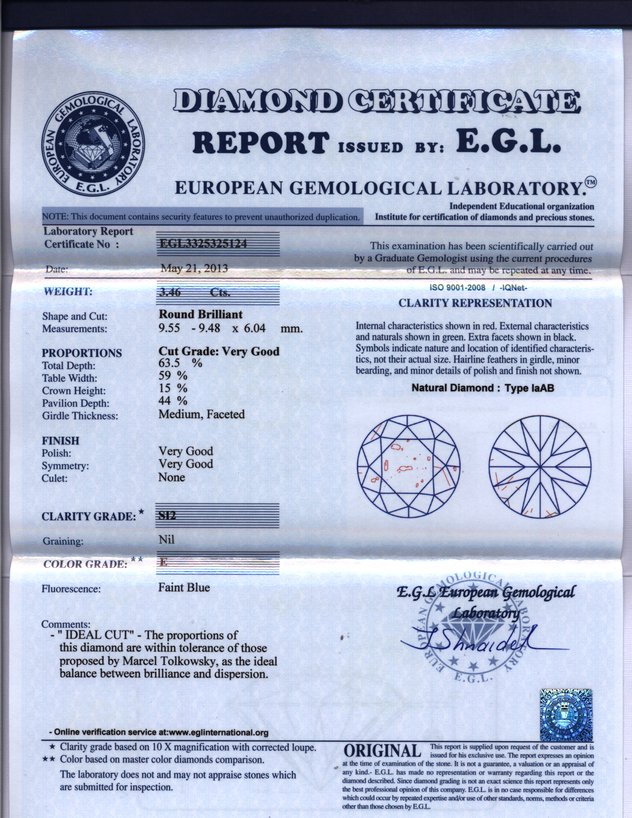 EUROPEAN GEMOLOGICAL LABORATORY
E.G.L.
DIAMOND CERTIFICATE
REPORT ISSUED BY: E.G.L.
EUROPEAN GEMOLOGICAL LABORATORY.™
Independent Educational organization
Institute for certification of diamonds and precious stones.
NOTE: This document contains security features to prevent unauthorized duplication.
Laboratory Report
Certificate No : EGL3325325124
Date: May 21, 2013
WEIGHT: 3.46 Cts.
Shape and Cut: Round Brilliant
Measurements: 9.55 - 9.48 x 6.04 mm.
PROPORTIONS Cut Grade: Very Good
Total Depth: 63.5 %
Table Width: 59 %
Crown Height: 15 %
Pavilion Depth: 44 %
Girdle Thickness: Medium, Faceted
FINISH
Polish: Very Good
Symmetry: Very Good
Culet: None
CLARITY GRADE:* SI2
Graining: Nil
COLOR GRADE:** E
Fluorescence: Faint Blue
Comments:
- " IDEAL CUT" - The proportions of
this diamond are within tolerance of those
proposed by Marcel Tolkowsky, as the ideal
balance between brilliance and dispersion.
- Online verification service at:www.eglinternational.org
★ Clarity grade based on 10 X magnification with corrected loupe.
★★ Color based on master color diamonds comparison.
The laboratory does not and may not appraise stones which
are submitted for inspection.
This examination has been scientifically carried out
by a Graduate Gemologist using the current procedures
of E.G.L. and may be repeated at any time.
ISO 9001-2008 / -IQNet-
CLARITY REPRESENTATION
Internal characteristics shown in red. External characteristics
and naturals shown in green. Extra facets shown in black.
Symbols indicate nature and location of identified characteris-
tics, not their actual size. Hairline feathers in girdle, minor
bearding, and minor details of polish and finish not shown.
Natural Diamond : Type IaAB
E.G.L European Gemological
Laboratory
EUROPEAN GEMOLOGICAL LABORATORY
E.G.L.
ORIGINAL This report is supplied upon request of the customer and is
issued for his exclusive use. The report expresses an opinion
at the time of examination of the stone. It is not a guarantee, a valuation or an appraisal of
any kind.- E.G.L. has made no representation or warranty regarding this report or the
diamond described. Since diamond grading is not an exact science this report represents only
the best professional opinion of this company. E.G.L. is in no case responsible for differences
which could occur by repeated expertise and/or use of other standards, norms, methods or criteria
other than those chosen by E.G.L.